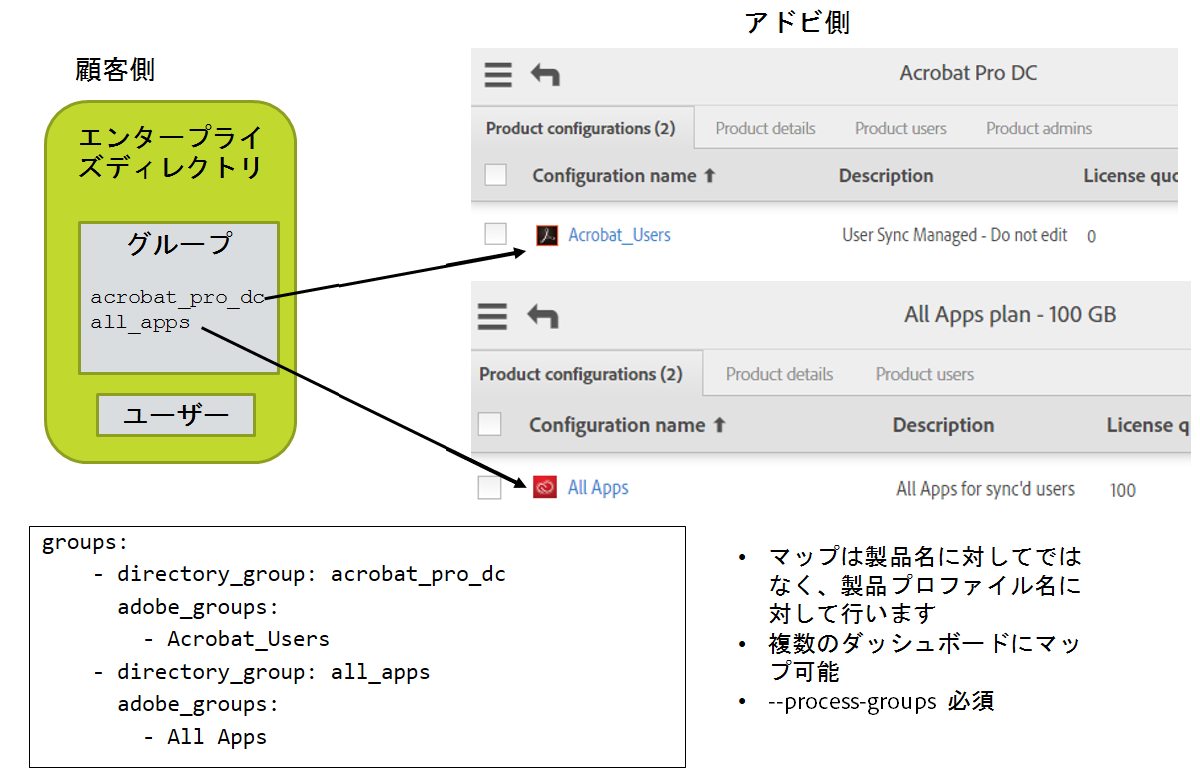 アドビ側
顧客側
エンタープライ
ズディレクトリ
グループ
acrobat_pro_dc
all_apps
ユーザー
Acrobat Pro DC
Product configurations (2) Product details Product users Product admins
Configuration name ↑ Description License quo
Acrobat_Users User Sync Managed - Do not edit 0
All Apps plan - 100 GB
Product configurations (2) Product details Product users
Configuration name ↑ Description License q
All Apps All Apps for sync'd users 100
groups:
- directory_group: acrobat_pro_dc
adobe_groups:
- Acrobat_Users
- directory_group: all_apps
adobe_groups:
- All Apps
• マップは製品名に対してでは
なく、製品プロファイル名に
対して行います
• 複数のダッシュボードにマッ
プ可能
• --process-groups 必須